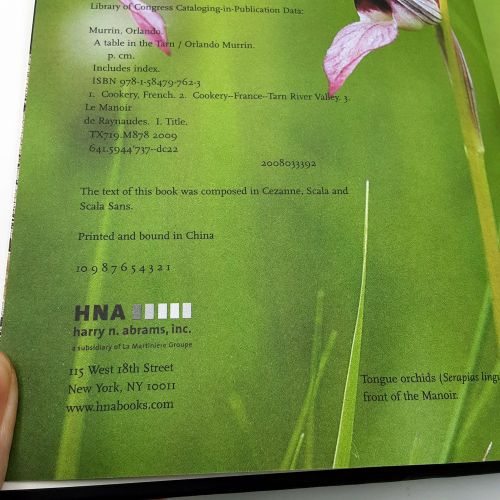 Library of Congress Cataloging-in-Publication Data:
Murrin, Orlando.
A table in the Tarn / Orlando Murrin.
p. cm.
Includes index.
ISBN 978-1-58479-762-3
1. Cookery, French. 2. Cookery--France--Tarn River Valley. 3.
Le Manoir
de Raynaudes. I. Title.
TX719.M878 2009
641.5944'737--dc22
2008033392
The text of this book was composed in Cezanne, Scala and
Scala Sans.
Printed and bound in China
10 9 8 7 6 5 4 3 2 1
HNA
harry n. abrams, inc.
a subsidiary of La Martinière Groupe
115 West 18th Street
New York, NY 10011
www.hnabooks.com
Tongue orchids (Serapias
front of the Manoir.